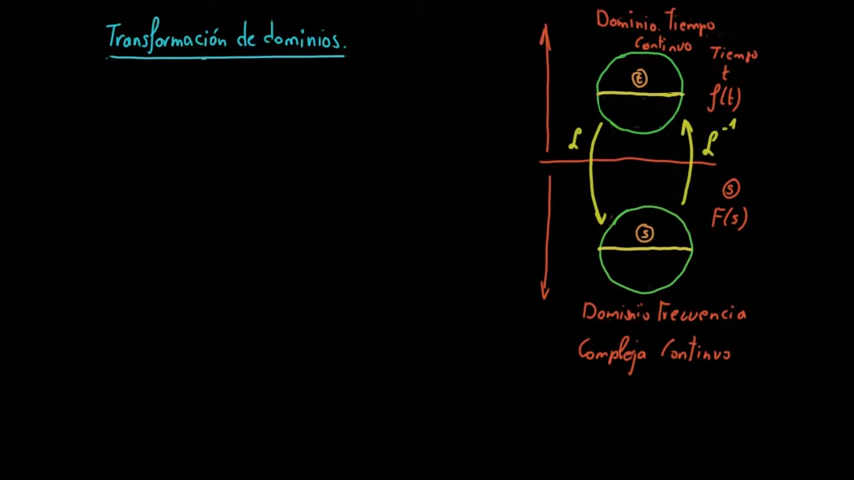 Transformación de dominios.
Dominio Tiempo
Continuo
Tiempo
t
f(t)
t
ℒ
ℒ⁻¹
s
F(s)
s
Dominio Frecuencia
Compleja Continuo